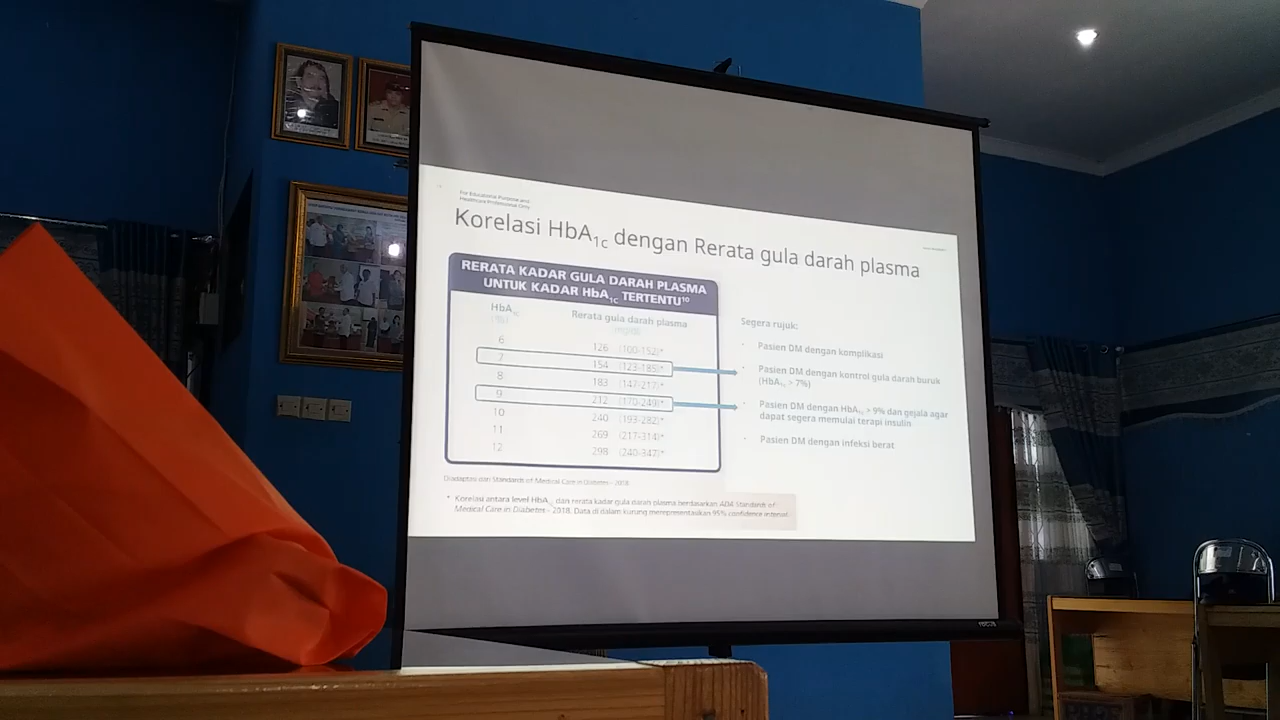 For Educational Purpose and
Healthcare Professional Only
Korelasi HbA1c dengan Rerata gula darah plasma
RERATA KADAR GULA DARAH PLASMA
UNTUK KADAR HbA1c TERTENTU10
HbA1c Rerata gula darah plasma
(%) (mg/dl)
6 126 (100-152)*
7 154 (123-185)*
8 183 (147-217)*
9 212 (170-249)*
10 240 (193-282)*
11 269 (217-314)*
12 298 (240-347)*
Segera rujuk:
· Pasien DM dengan komplikasi
· Pasien DM dengan kontrol gula darah buruk
(HbA1c > 7%)
· Pasien DM dengan HbA1c > 9% dan gejala agar
dapat segera memulai terapi insulin
· Pasien DM dengan infeksi berat
Diadaptasi dari Standards of Medical Care in Diabetes - 2018.
* Korelasi antara level HbA1c dan rerata kadar gula darah plasma berdasarkan ADA Standards of
Medical Care in Diabetes - 2018. Data di dalam kurung merepresentasikan 95% confidence interval.